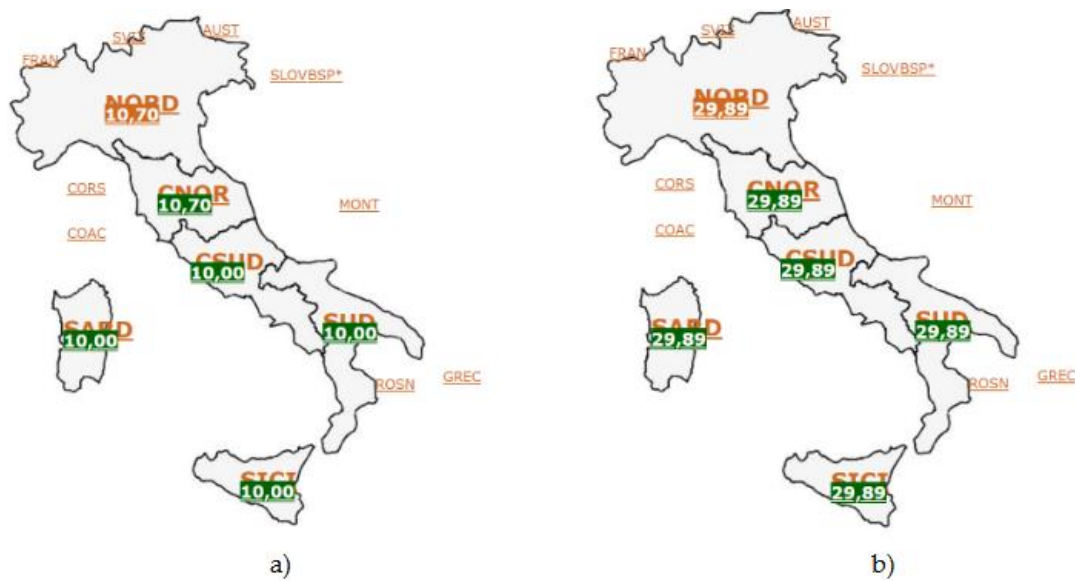 AUST
SVIZ
FRAN
SLOVBSP*
NORD
10,70
CORS
CNOR
10,70
MONT
COAC
CSUD
10,00
SARD
10,00
SUD
10,00
ROSN
GREC
SICI
10,00
a)
AUST
SVIZ
FRAN
SLOVBSP*
NORD
29,89
CORS
CNOR
29,89
MONT
COAC
CSUD
29,89
SARD
29,89
SUD
29,89
ROSN
GREC
SICI
29,89
b)